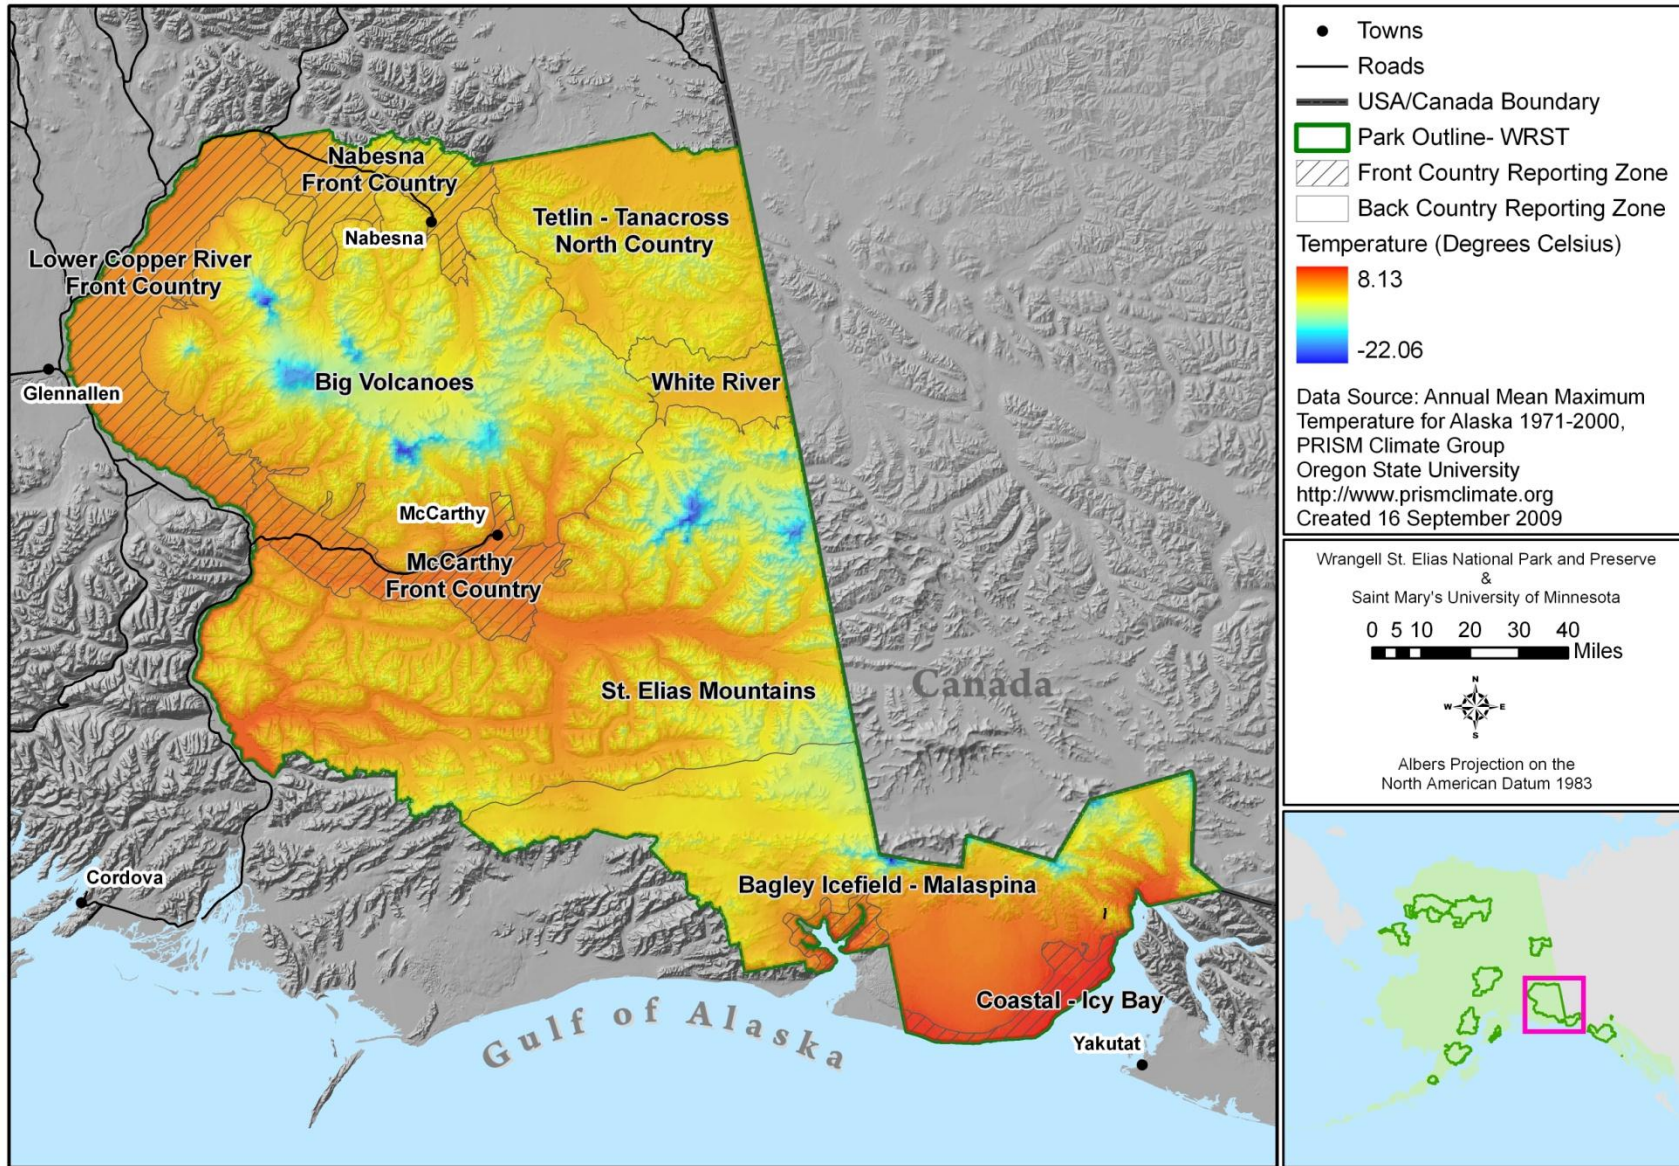 Nabesna
Front Country
Nabesna
Tetlin - Tanacross
North Country
Lower Copper River
Front Country
Glennallen
Big Volcanoes
White River
McCarthy
McCarthy
Front Country
St. Elias Mountains
Canada
Cordova
Bagley Icefield - Malaspina
Coastal - Icy Bay
Gulf of Alaska
Yakutat
Towns
Roads
USA/Canada Boundary
Park Outline- WRST
Front Country Reporting Zone
Back Country Reporting Zone
Temperature (Degrees Celsius)
8.13
-22.06
Data Source: Annual Mean Maximum
Temperature for Alaska 1971-2000,
PRISM Climate Group
Oregon State University
http://www.prismclimate.org
Created 16 September 2009
Wrangell St. Elias National Park and Preserve
&
Saint Mary's University of Minnesota
0 5 10 20 30 40
Miles
N
W E
S
Albers Projection on the
North American Datum 1983